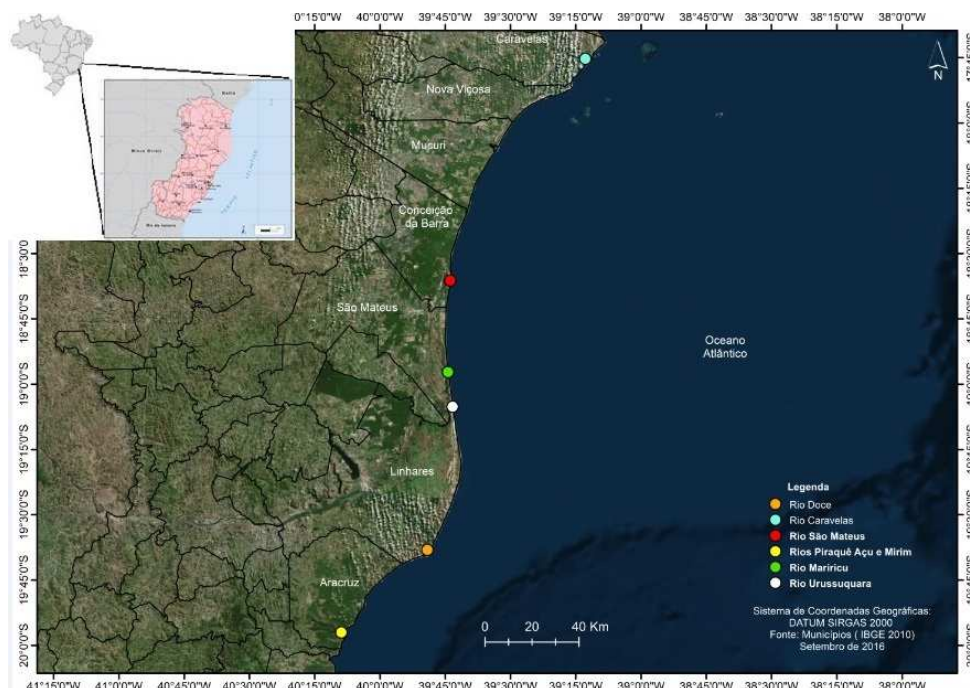 0°15'0"W 40°0'0"W 39°45'0"W 39°30'0"W 39°15'0"W 39°0'0"W 38°45'0"W 38°30'0"W 38°15'0"W 38°0'0"W
Caravelas
17°45'0"S
N
Nova Viçosa
Mucuri
Conceição
da Barra
18°30'0"S
18°45'0"S
São Mateus
Oceano
Atlântico
19°0'0"S
19°15'0"S
Linhares
Legenda
Rio Doce
19°30'0"S
Rio Caravelas
Rio São Mateus
Rios Piraquê Açu e Mirim
Rio Mariricu
Rio Urussuquara
19°45'0"S
Aracruz
Sistema de Coordenadas Geográficas:
DATUM SIRGAS 2000
Fonte: Municípios ( IBGE 2010)
Setembro de 2016
0 20 40 Km
20°0'0"S
41°15'0"W 41°0'0"W 40°45'0"W 40°30'0"W 40°15'0"W 40°0'0"W 39°45'0"W 39°30'0"W 39°15'0"W 39°0'0"W 38°45'0"W 38°30'0"W 38°15'0"W 38°0'0"W